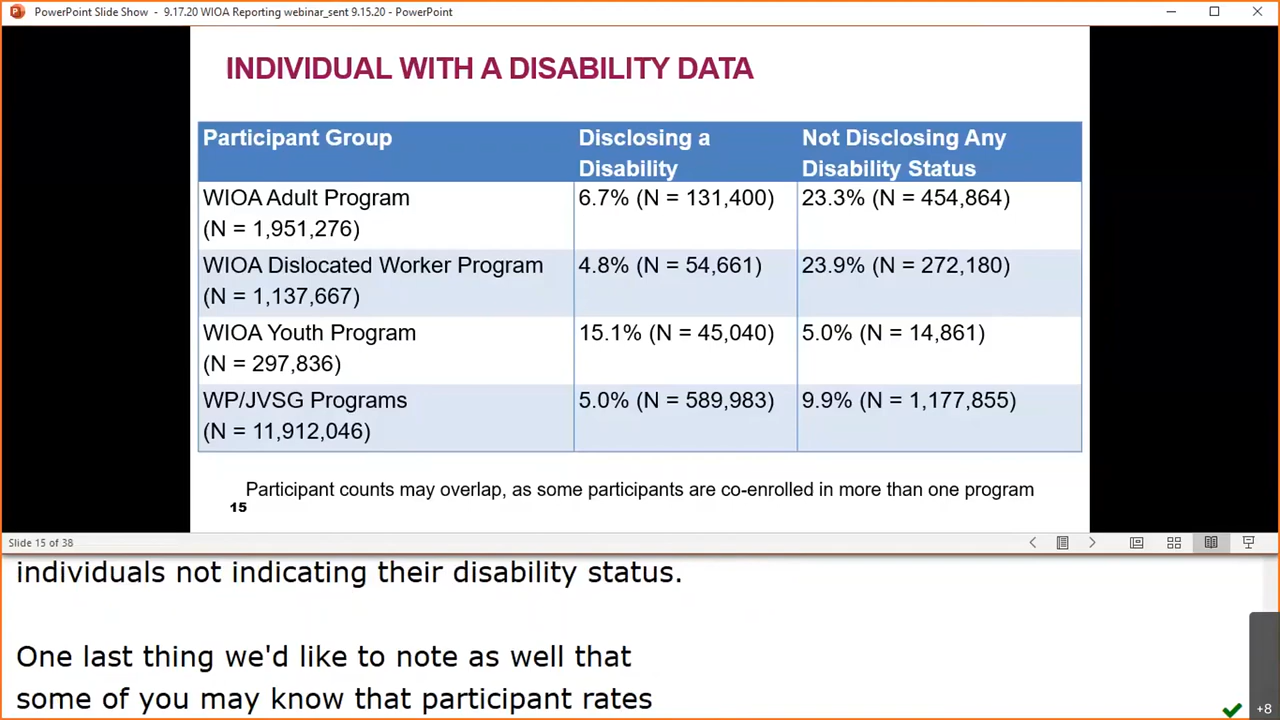 PowerPoint Slide Show - 9.17.20 WIOA Reporting webinar_sent 9.15.20 - PowerPoint
INDIVIDUAL WITH A DISABILITY DATA
Participant Group
Disclosing a
Disability
Not Disclosing Any
Disability Status
WIOA Adult Program
(N = 1,951,276)
6.7% (N = 131,400)
23.3% (N = 454,864)
WIOA Dislocated Worker Program
(N = 1,137,667)
4.8% (N = 54,661)
23.9% (N = 272,180)
WIOA Youth Program
(N = 297,836)
15.1% (N = 45,040)
5.0% (N = 14,861)
WP/JVSG Programs
(N = 11,912,046)
5.0% (N = 589,983)
9.9% (N = 1,177,855)
Participant counts may overlap, as some participants are co-enrolled in more than one program
15
Slide 15 of 38
individuals not indicating their disability status.
One last thing we'd like to note as well that
some of you may know that participant rates
+8